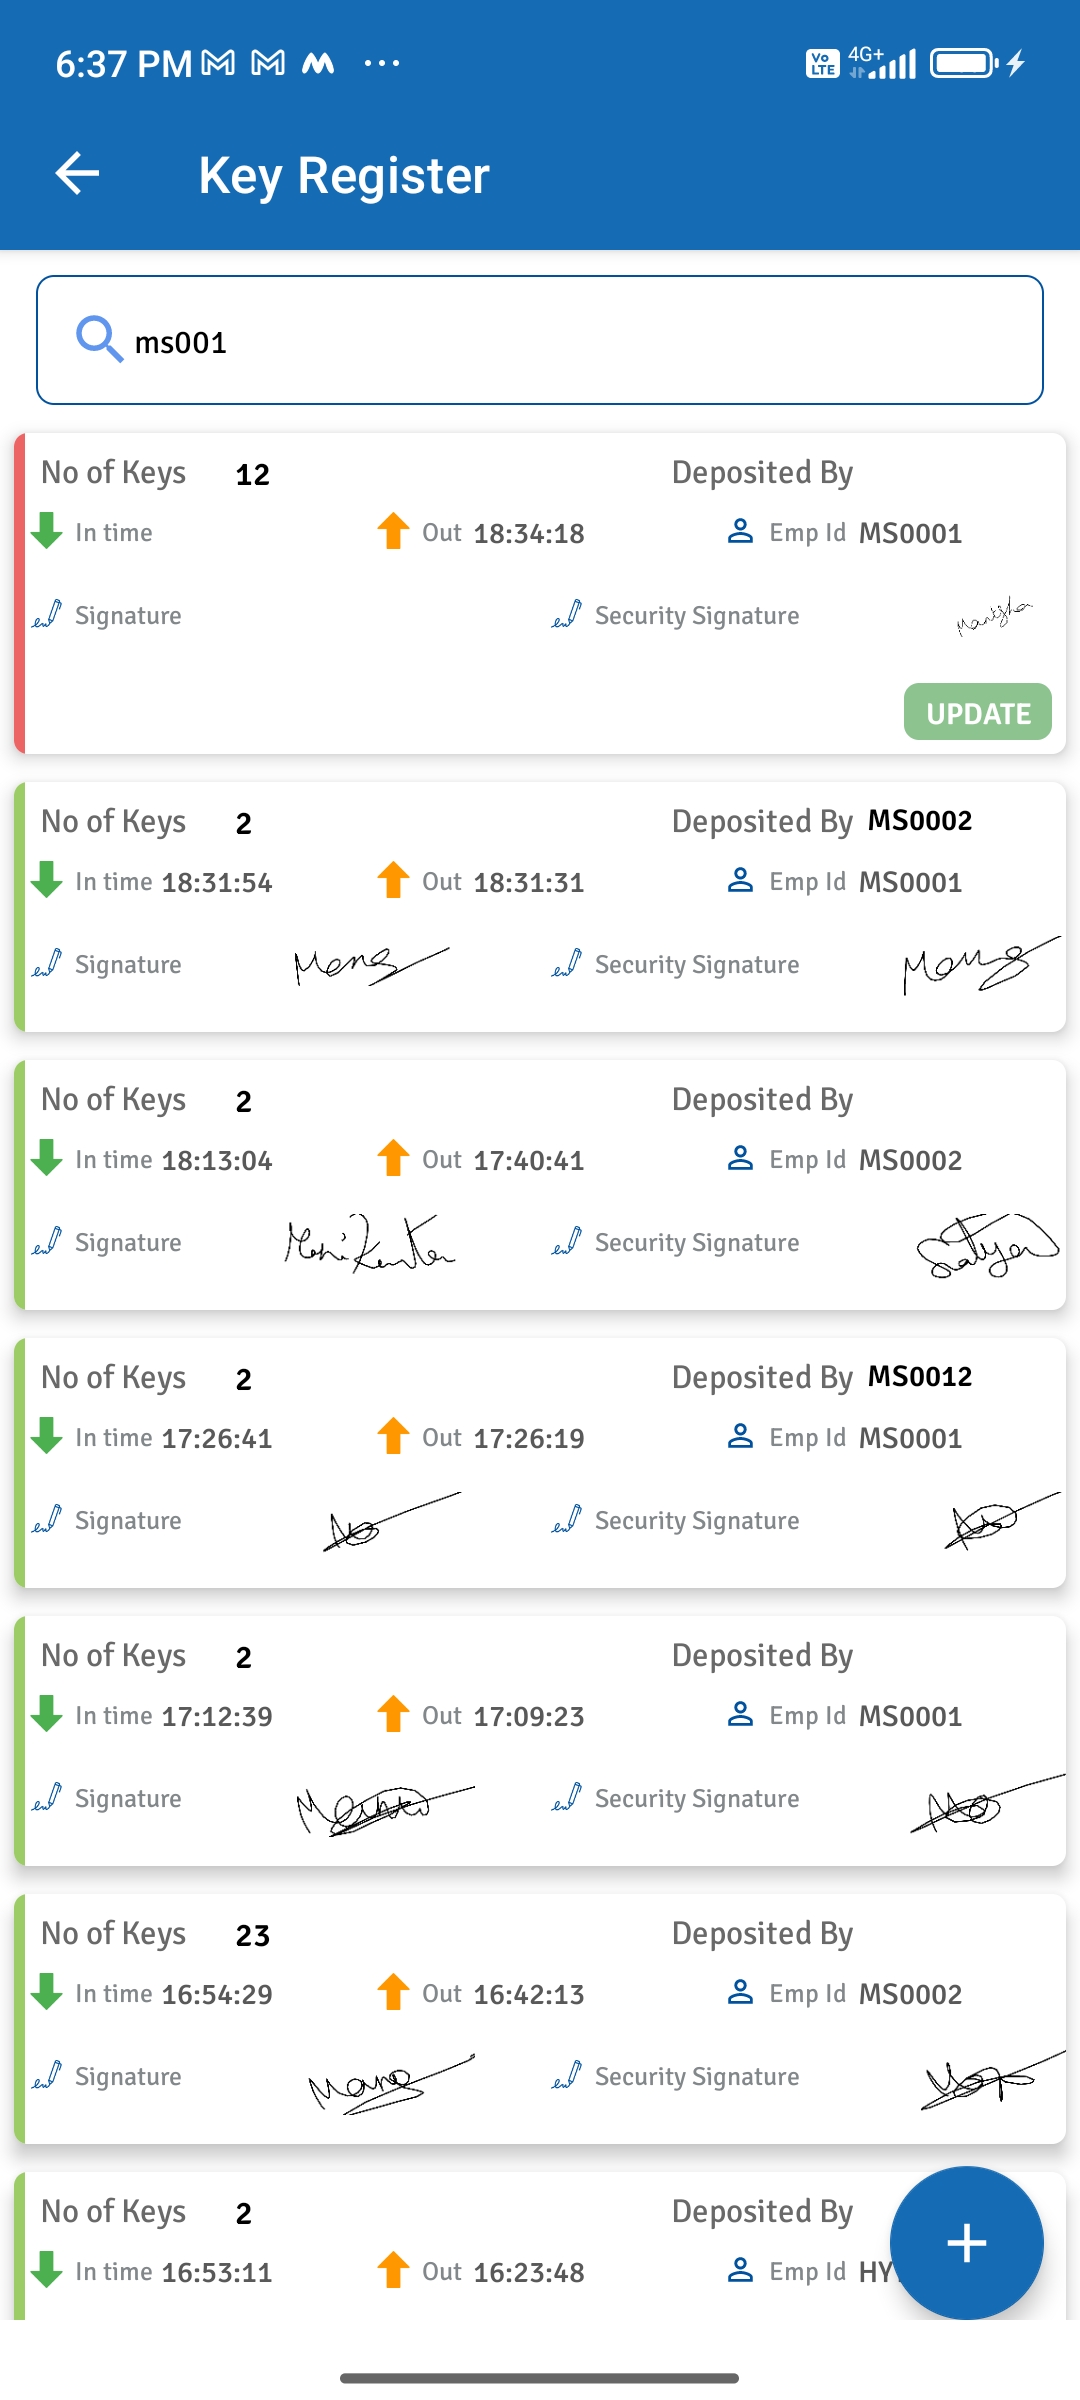 6:37 PM ... Vo LTE 4G+
Key Register
ms001
No of Keys 12 Deposited By
In time Out 18:34:18 Emp Id MS0001
Signature Security Signature Manisha
UPDATE
No of Keys 2 Deposited By MS0002
In time 18:31:54 Out 18:31:31 Emp Id MS0001
Signature Security Signature
No of Keys 2 Deposited By
In time 18:13:04 Out 17:40:41 Emp Id MS0002
Signature Manikanta Security Signature Satya
No of Keys 2 Deposited By MS0012
In time 17:26:41 Out 17:26:19 Emp Id MS0001
Signature Security Signature
No of Keys 2 Deposited By
In time 17:12:39 Out 17:09:23 Emp Id MS0001
Signature Security Signature
No of Keys 23 Deposited By
In time 16:54:29 Out 16:42:13 Emp Id MS0002
Signature Security Signature
No of Keys 2 Deposited By
In time 16:53:11 Out 16:23:48 Emp Id HY